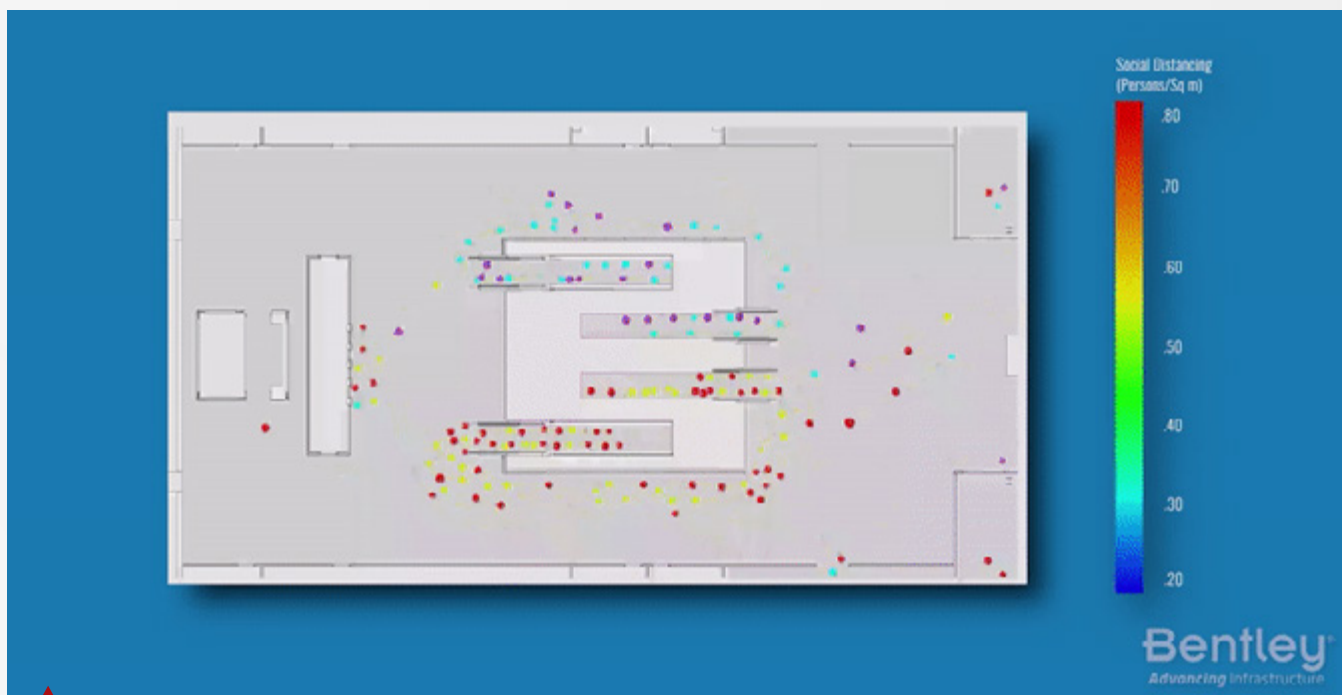 Social Distancing
(Persons/Sq m)
.80
.70
.60
.50
.40
.30
.20
Bentley
Advancing Infrastructure